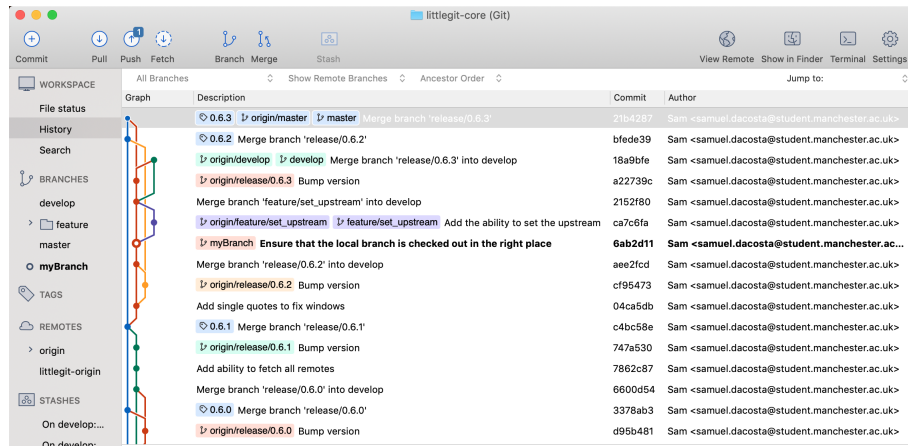 littlegit-core (Git)
1
Commit Pull Push Fetch Branch Merge Stash View Remote Show in Finder Terminal Settings
WORKSPACE
File status
History
Search
BRANCHES
develop
feature
master
myBranch
TAGS
REMOTES
origin
littlegit-origin
STASHES
On develop:...
On develop:
All Branches Show Remote Branches Ancestor Order Jump to:
Graph Description Commit Author
0.6.3 origin/master master Merge branch 'release/0.6.3' 21b4287 Sam <samuel.dacosta@student.manchester.ac.uk>
0.6.2 Merge branch 'release/0.6.2' bfede39 Sam <samuel.dacosta@student.manchester.ac.uk>
origin/develop develop Merge branch 'release/0.6.3' into develop 18a9bfe Sam <samuel.dacosta@student.manchester.ac.uk>
origin/release/0.6.3 Bump version a22739c Sam <samuel.dacosta@student.manchester.ac.uk>
Merge branch 'feature/set_upstream' into develop 2152f80 Sam <samuel.dacosta@student.manchester.ac.uk>
origin/feature/set_upstream feature/set_upstream Add the ability to set the upstream ca7c6fa Sam <samuel.dacosta@student.manchester.ac.uk>
myBranch Ensure that the local branch is checked out in the right place 6ab2d11 Sam <samuel.dacosta@student.manchester.ac...
Merge branch 'release/0.6.2' into develop aee2fcd Sam <samuel.dacosta@student.manchester.ac.uk>
origin/release/0.6.2 Bump version cf95473 Sam <samuel.dacosta@student.manchester.ac.uk>
Add single quotes to fix windows 04ca5db Sam <samuel.dacosta@student.manchester.ac.uk>
0.6.1 Merge branch 'release/0.6.1' c4bc58e Sam <samuel.dacosta@student.manchester.ac.uk>
origin/release/0.6.1 Bump version 747a530 Sam <samuel.dacosta@student.manchester.ac.uk>
Add ability to fetch all remotes 7862c87 Sam <samuel.dacosta@student.manchester.ac.uk>
Merge branch 'release/0.6.0' into develop 6600d54 Sam <samuel.dacosta@student.manchester.ac.uk>
0.6.0 Merge branch 'release/0.6.0' 3378ab3 Sam <samuel.dacosta@student.manchester.ac.uk>
origin/release/0.6.0 Bump version d95b481 Sam <samuel.dacosta@student.manchester.ac.uk>